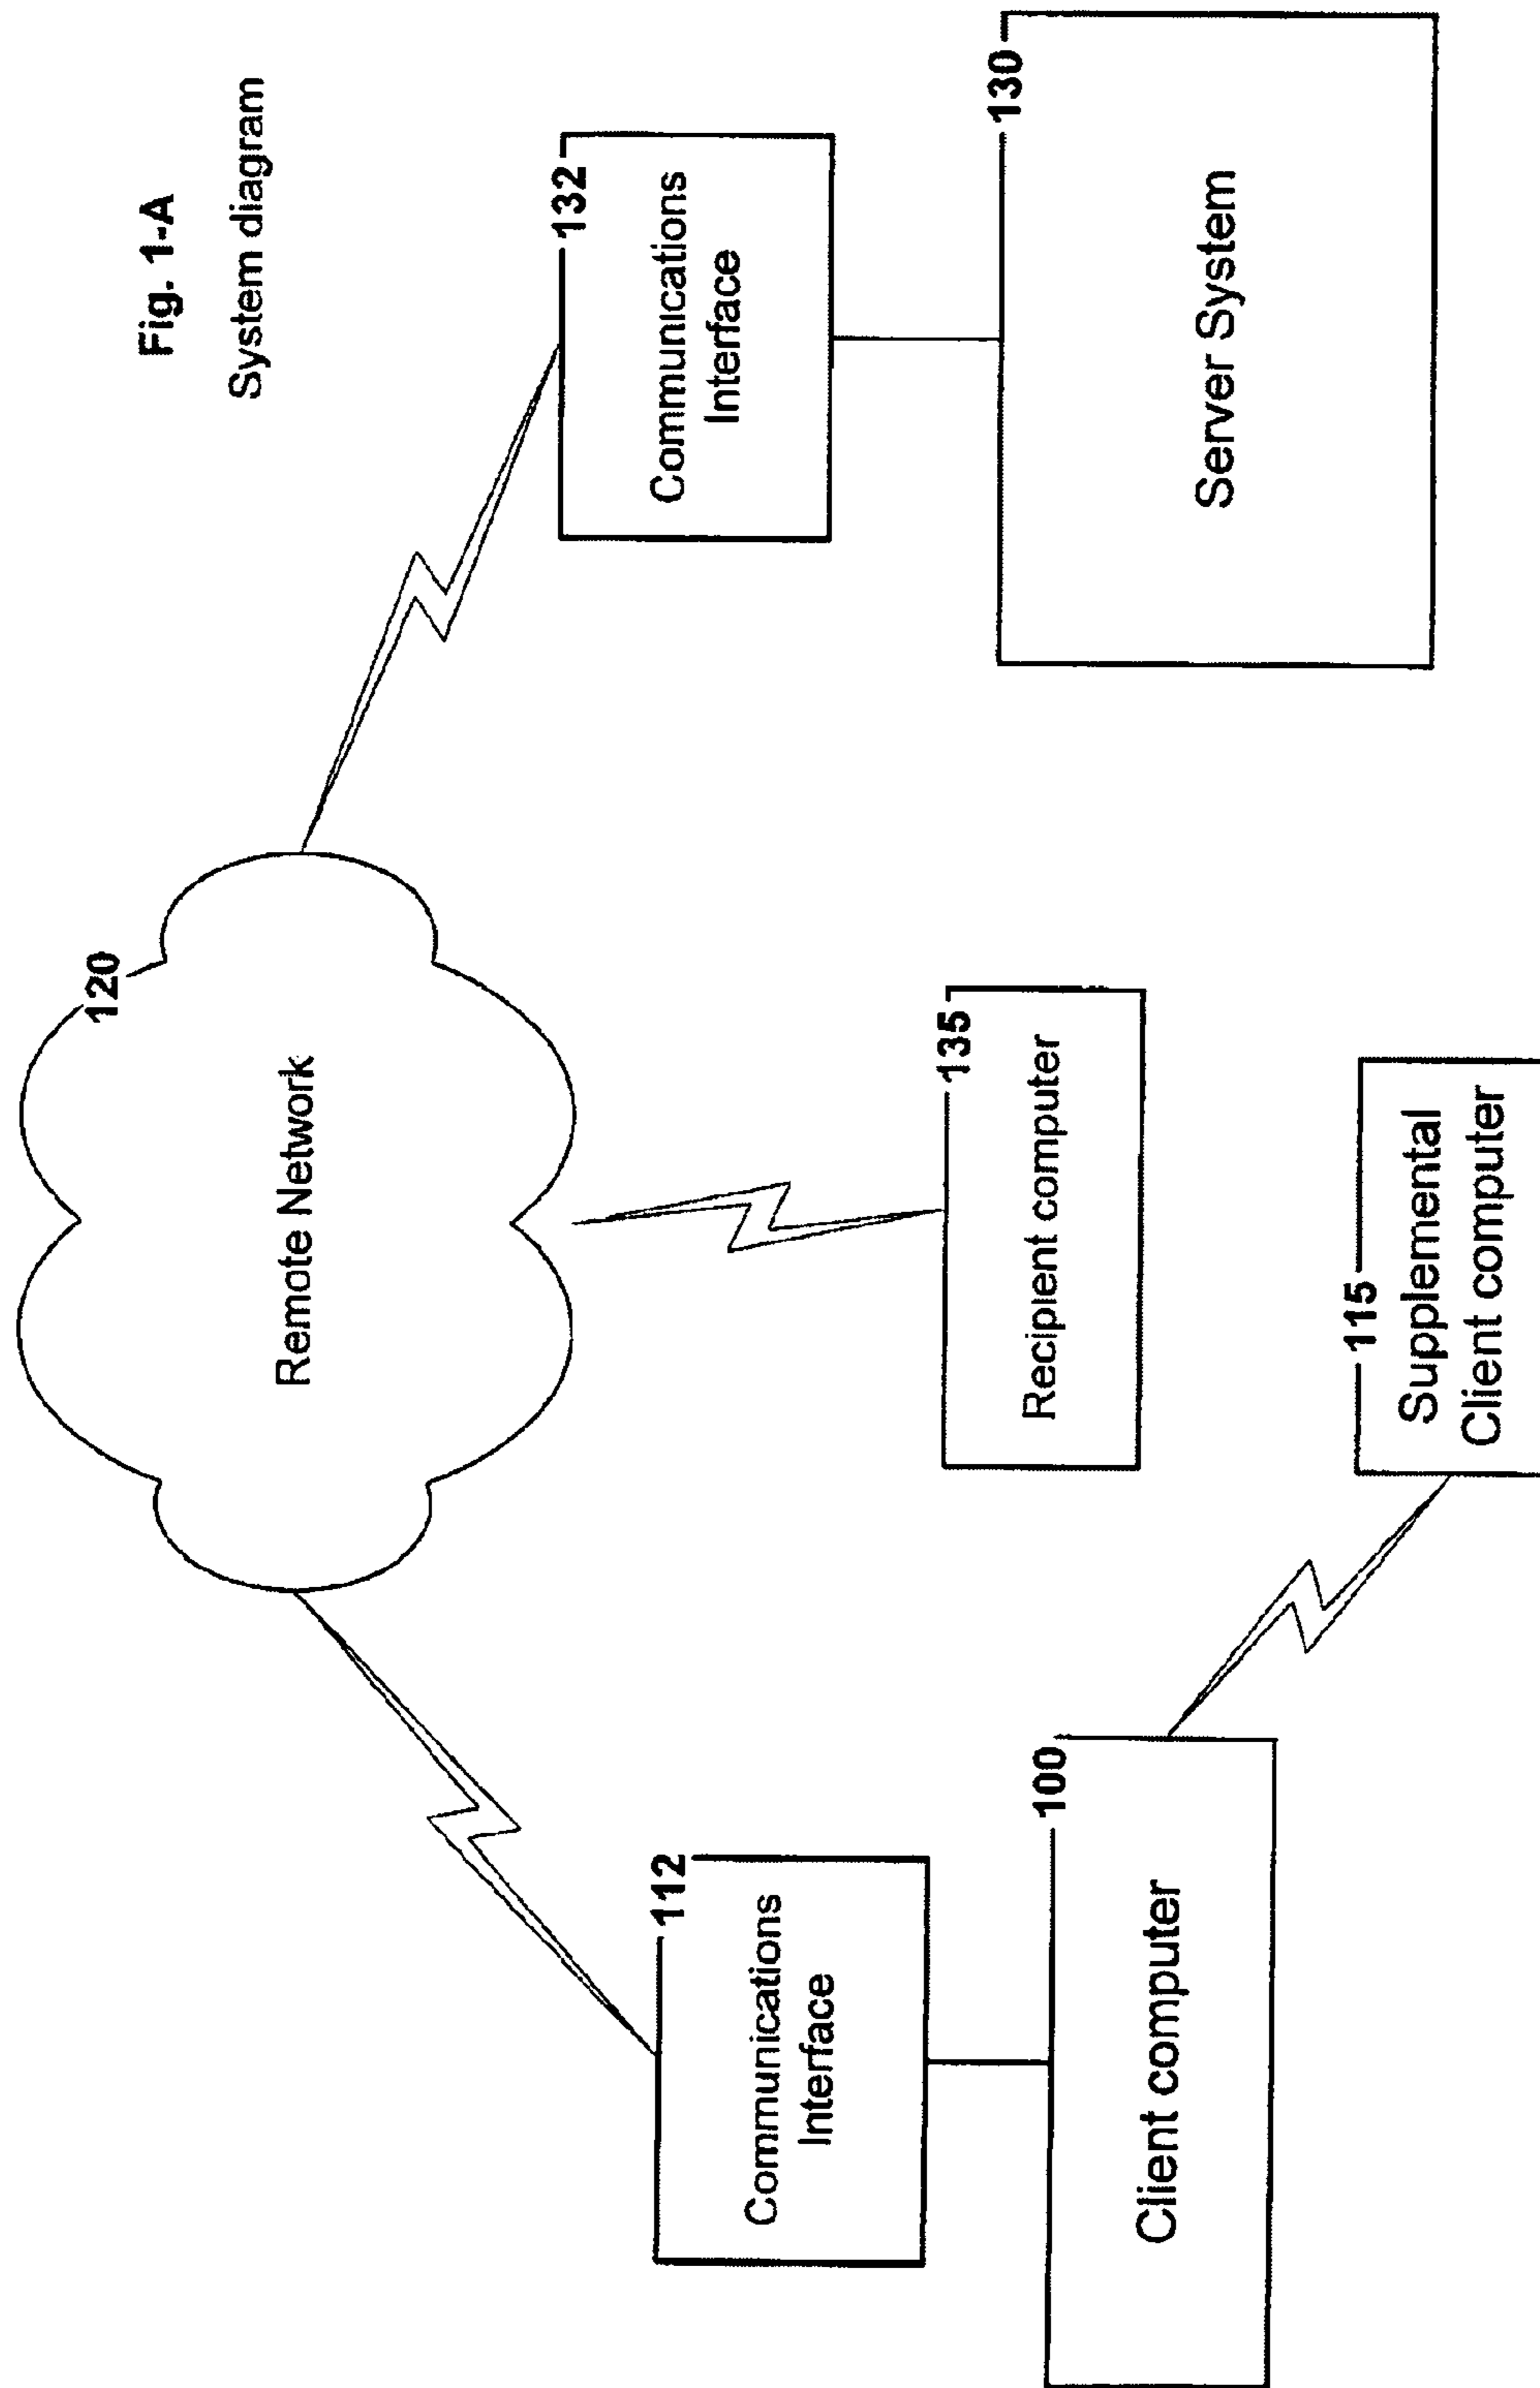 Fig. 1-A
System diagram
120
Remote Network
112
Communications
Interface
132
Communications
Interface
135
Recipient computer
100
Client computer
130
Server System
115
Supplemental
Client computer